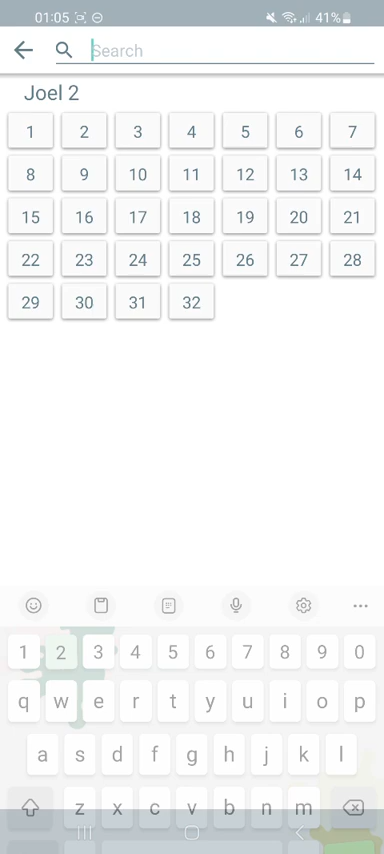 01:05 41%
Search
Joel 2
1 2 3 4 5 6 7
8 9 10 11 12 13 14
15 16 17 18 19 20 21
22 23 24 25 26 27 28
29 30 31 32
1 2 3 4 5 6 7 8 9 0
q w e r t y u i o p
a s d f g h j k l
z x c v b n m